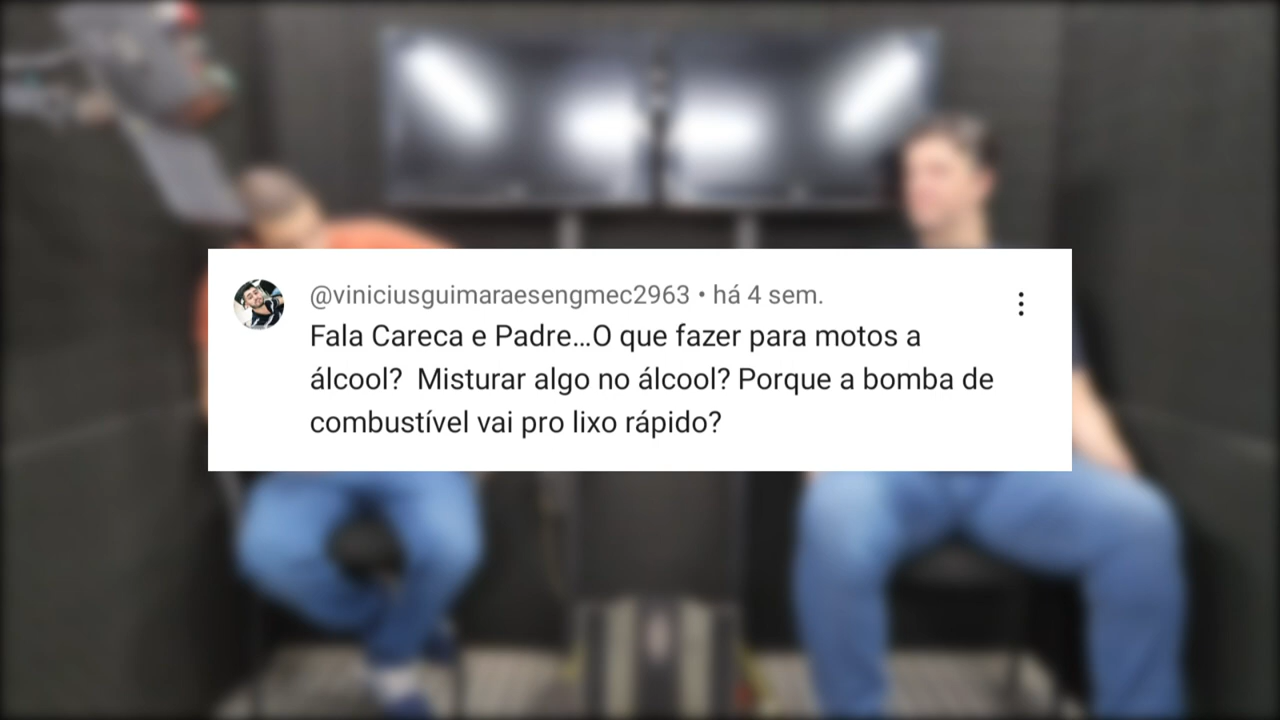 @viniciusguimaraesengmec2963 • há 4 sem.
Fala Careca e Padre...O que fazer para motos a
álcool?  Misturar algo no álcool? Porque a bomba de
combustível vai pro lixo rápido?